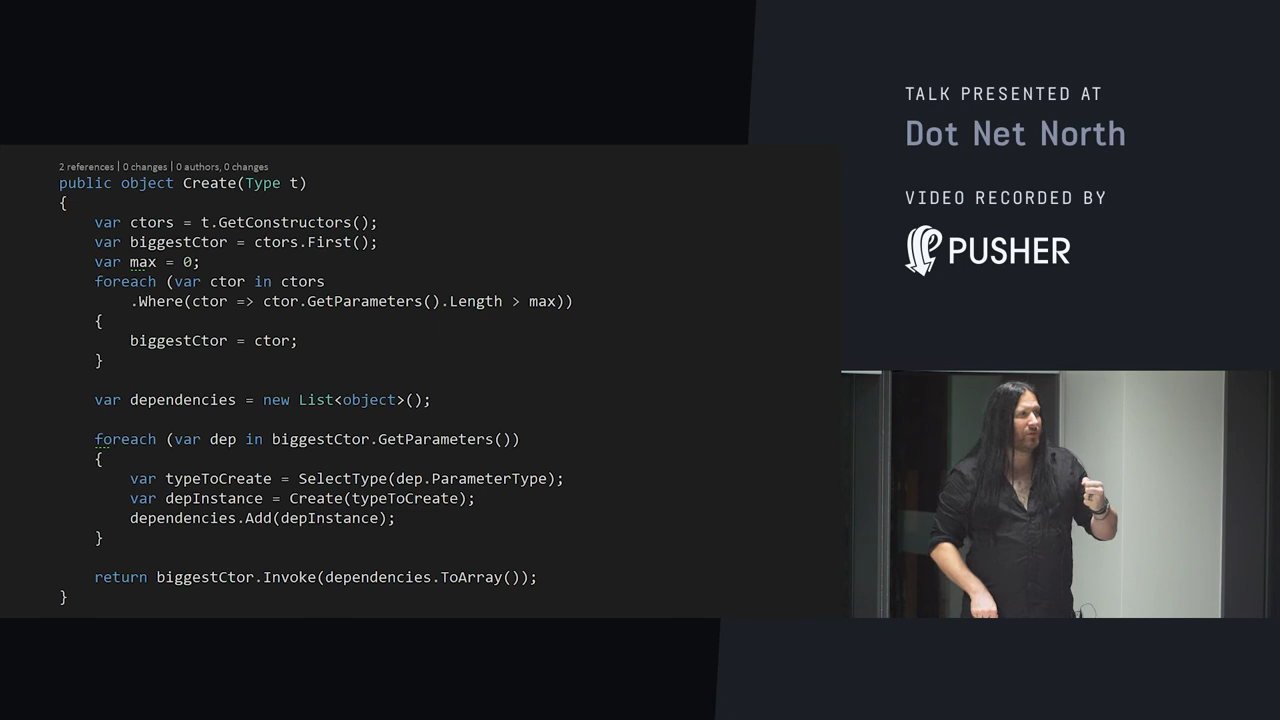 2 references | 0 changes | 0 authors, 0 changes
public object Create(Type t)
{
    var ctors = t.GetConstructors();
    var biggestCtor = ctors.First();
    var max = 0;
    foreach (var ctor in ctors
        .Where(ctor => ctor.GetParameters().Length > max))
    {
        biggestCtor = ctor;
    }

    var dependencies = new List<object>();

    foreach (var dep in biggestCtor.GetParameters())
    {
        var typeToCreate = SelectType(dep.ParameterType);
        var depInstance = Create(typeToCreate);
        dependencies.Add(depInstance);
    }

    return biggestCtor.Invoke(dependencies.ToArray());
}
TALK PRESENTED AT
Dot Net North
VIDEO RECORDED BY
PUSHER